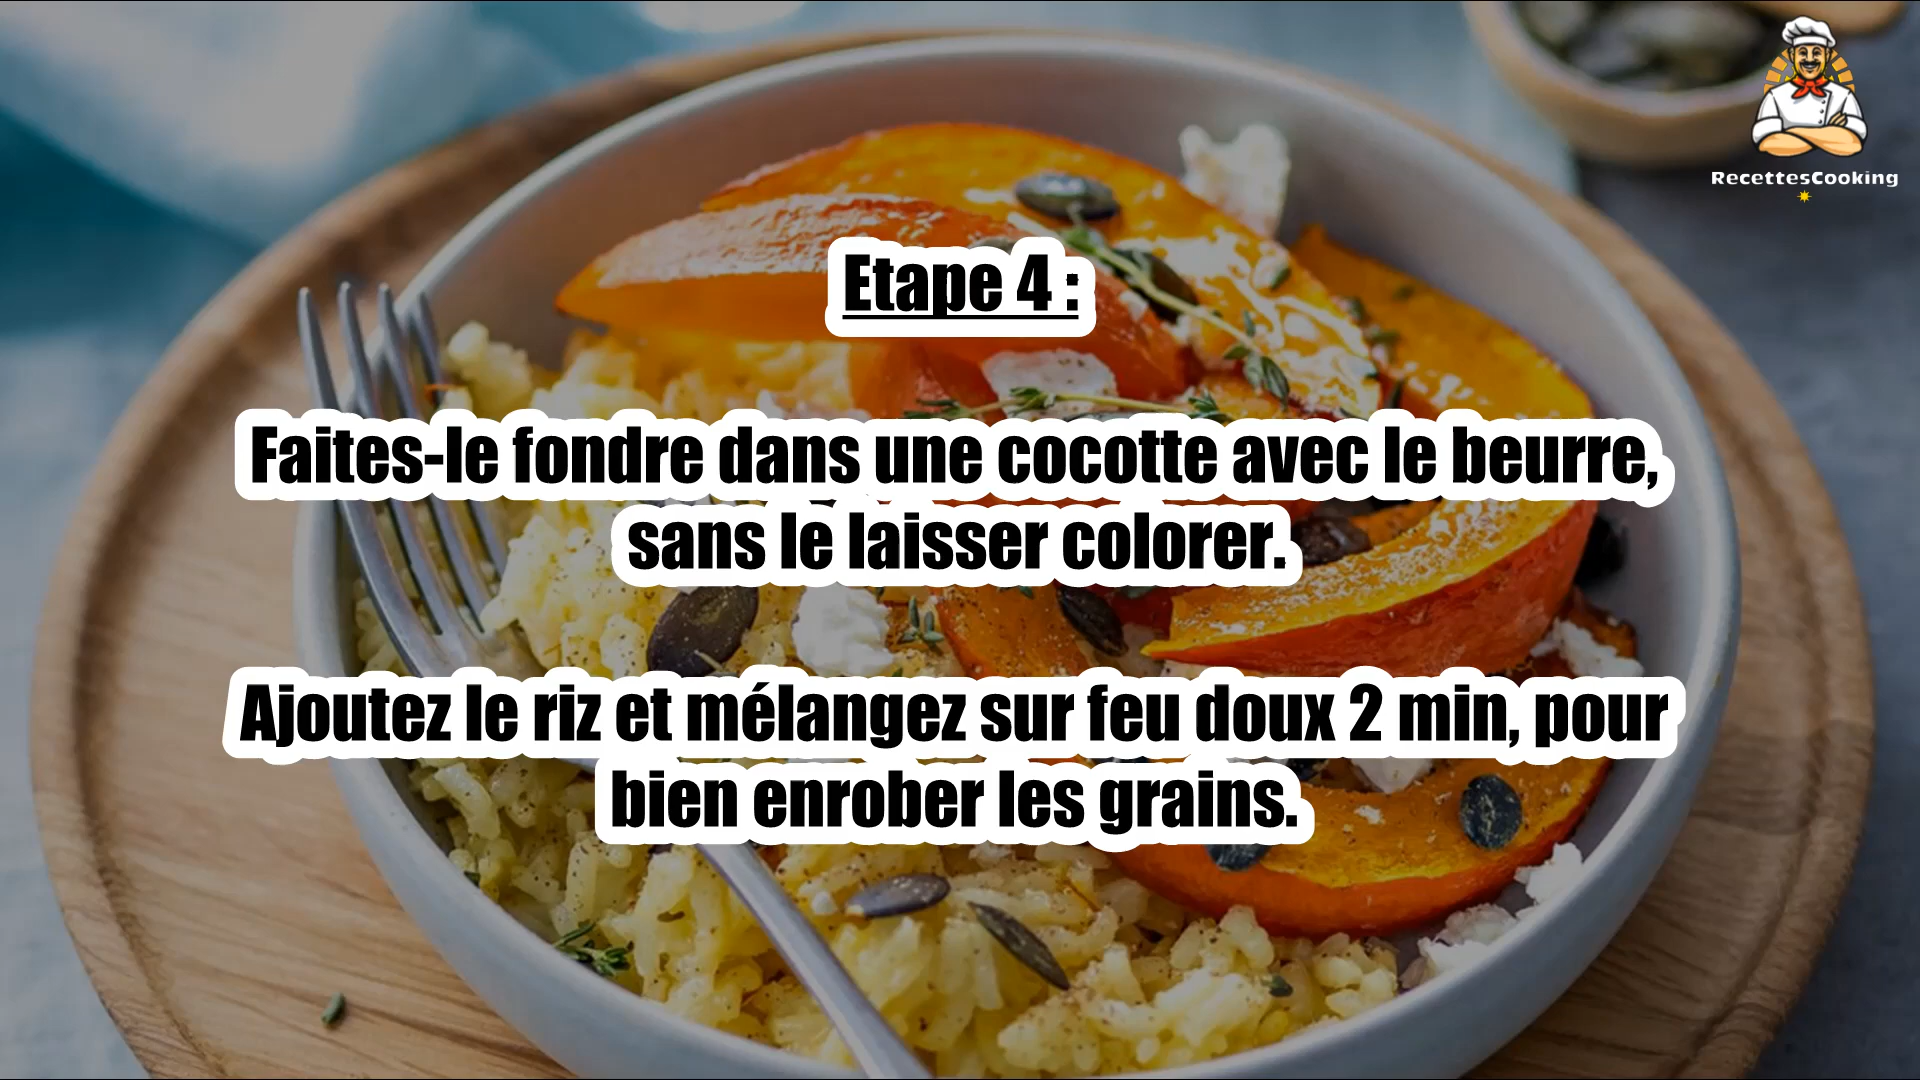 RecettesCooking
Etape 4 :
Faites-le fondre dans une cocotte avec le beurre,
sans le laisser colorer.
Ajoutez le riz et mélangez sur feu doux 2 min, pour
bien enrober les grains.